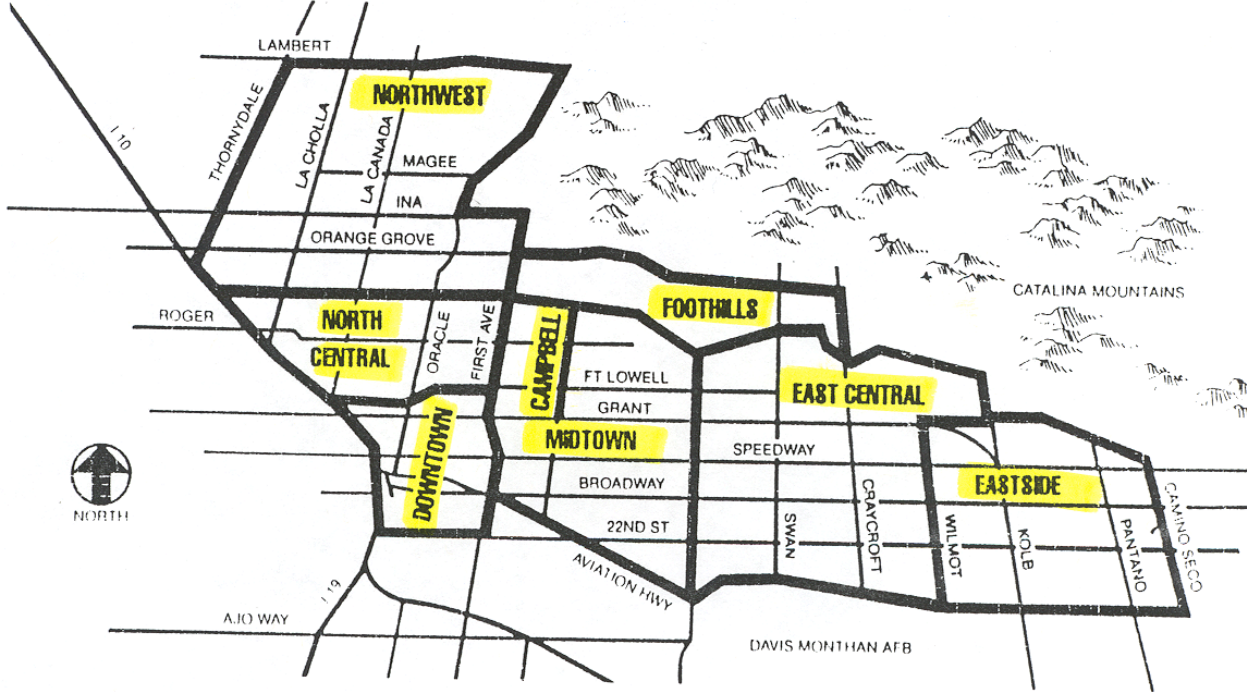 LAMBERT
NORTHWEST
THORNYDALE
I 10
LA CHOLLA
LA CANADA
MAGEE
INA
ORANGE GROVE
CATALINA MOUNTAINS
FOOTHILLS
ROGER
NORTH
CENTRAL
ORACLE
FIRST AVE
CAMPBELL
FT LOWELL
EAST CENTRAL
GRANT
DOWNTOWN
MIDTOWN
SPEEDWAY
BROADWAY
EASTSIDE
NORTH
22ND ST
SWAN
CRAYCROFT
WILMOT
KOLB
PANTANO
CAMINO SECO
AVIATION HWY
I 19
AJO WAY
DAVIS MONTHAN AFB